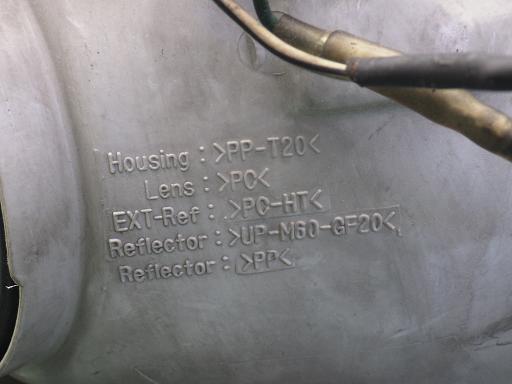 Housing : >PP-T20<
Lens : >PC<
EXT-Ref : >PC-HT<
Reflector : >UP-M60-GF20<
Reflector : >PP<